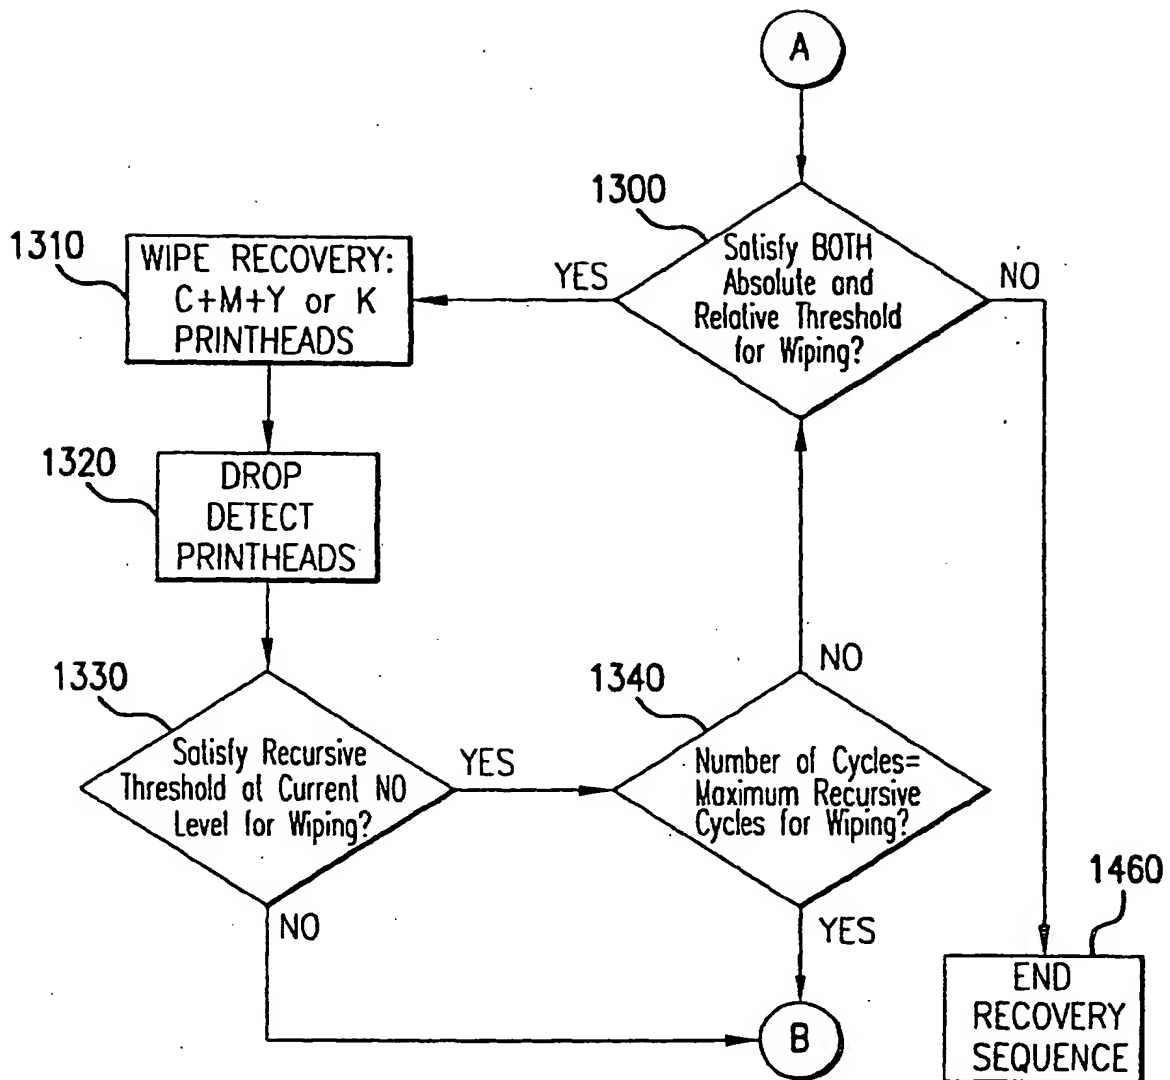 A
1300
Satisfy BOTH
Absolute and
Relative Threshold
for Wiping?
YES
NO
1310
WIPE RECOVERY:
C+M+Y or K
PRINTHEADS
1320
DROP
DETECT
PRINTHEADS
1330
Satisfy Recursive
Threshold at Current NO
Level for Wiping?
YES
NO
1340
Number of Cycles=
Maximum Recursive
Cycles for Wiping?
NO
YES
B
1460
END
RECOVERY
SEQUENCE